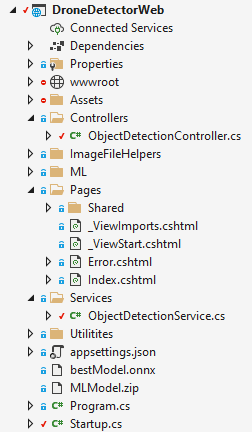 DroneDetectorWeb
Connected Services
Dependencies
Properties
wwwroot
Assets
Controllers
C# ObjectDetectionController.cs
ImageFileHelpers
ML
Pages
Shared
_ViewImports.cshtml
_ViewStart.cshtml
Error.cshtml
Index.cshtml
Services
C# ObjectDetectionService.cs
Utilitites
appsettings.json
bestModel.onnx
MLModel.zip
C# Program.cs
C# Startup.cs